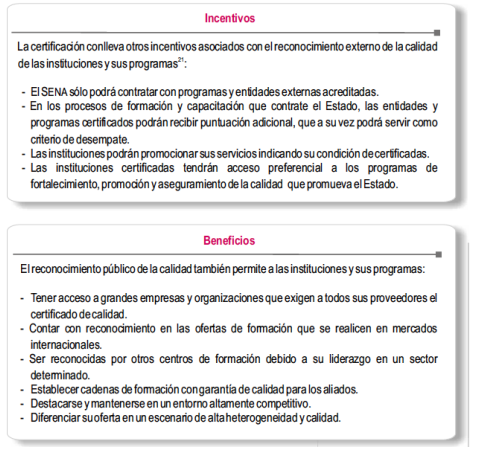 Incentivos
La certificación conlleva otros incentivos asociados con el reconocimiento externo de la calidad
de las instituciones y sus programas21:
- El SENA sólo podrá contratar con programas y entidades externas acreditadas.
- En los procesos de formación y capacitación que contrate el Estado, las entidades y
programas certificados podrán recibir puntuación adicional, que a su vez podrá servir como
criterio de desempate.
- Las instituciones podrán promocionar sus servicios indicando su condición de certificadas.
- Las instituciones certificadas tendrán acceso preferencial a los programas de
fortalecimiento, promoción y aseguramiento de la calidad que promueva el Estado.
Beneficios
El reconocimiento público de la calidad también permite a las instituciones y sus programas:
- Tener acceso a grandes empresas y organizaciones que exigen a todos sus proveedores el
certificado de calidad.
- Contar con reconocimiento en las ofertas de formación que se realicen en mercados
internacionales.
- Ser reconocidas por otros centros de formación debido a su liderazgo en un sector
determinado.
- Establecer cadenas de formación con garantía de calidad para los aliados.
- Destacarse y mantenerse en un entorno altamente competitivo.
- Diferenciar su oferta en un escenario de alta heterogeneidad y calidad.